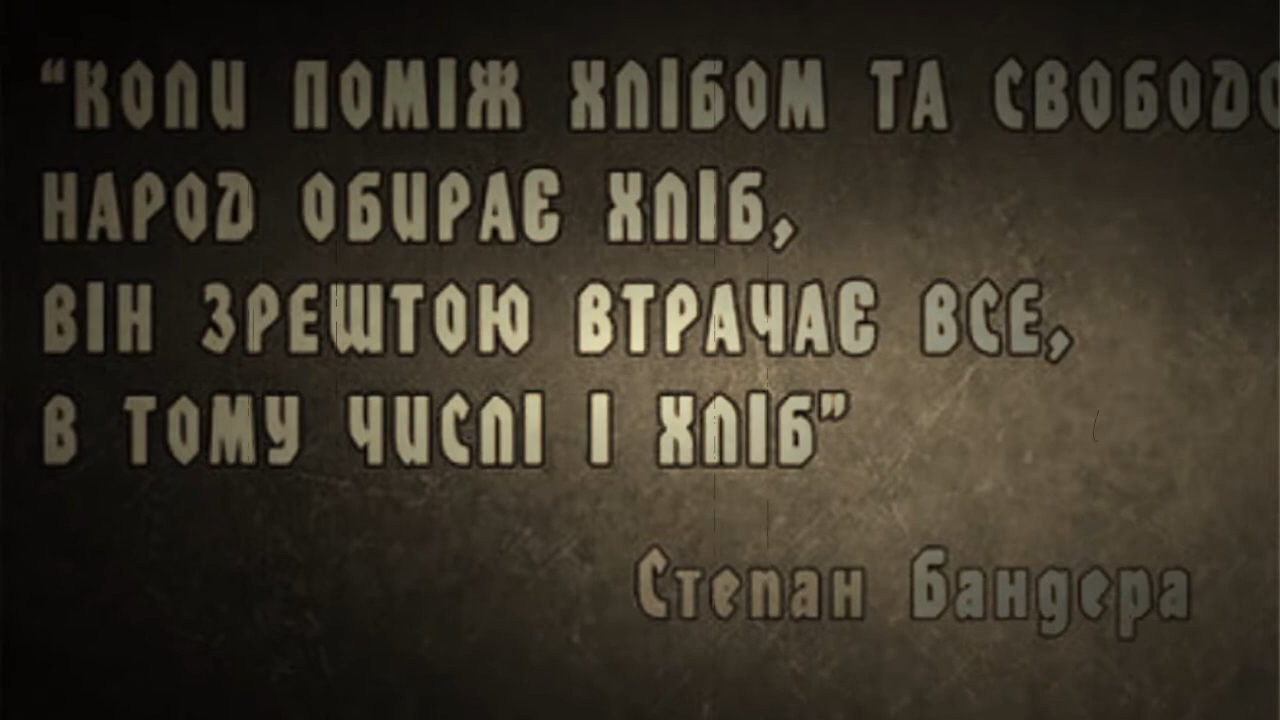 “КОЛИ ПОМІЖ ХЛІБОМ ТА СВОБОДО
НАРОД ОБИРАЄ ХЛІБ,
ВІН ЗРЕШТОЮ ВТРАЧАЄ ВСЕ,
В ТОМУ ЧИСЛІ І ХЛІБ”
Степан Бандера